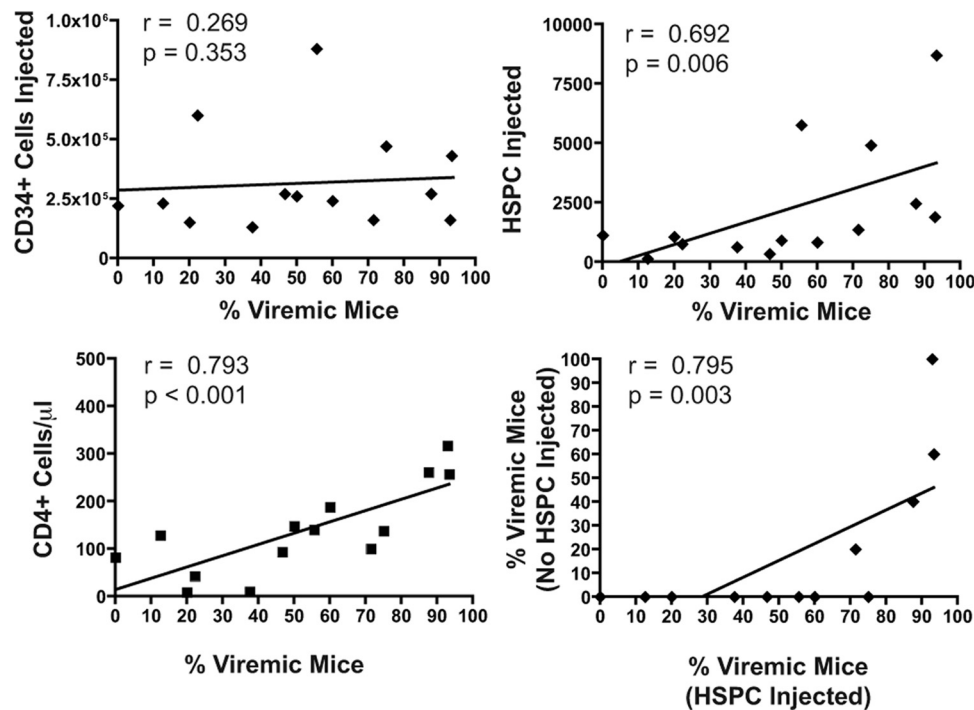 r = 0.269
p = 0.353
CD34+ Cells Injected
1.0x10⁶
7.5x10⁵
5.0x10⁵
2.5x10⁵
0
0 10 20 30 40 50 60 70 80 90 100
% Viremic Mice
r = 0.692
p = 0.006
HSPC Injected
10000
7500
5000
2500
0
0 10 20 30 40 50 60 70 80 90 100
% Viremic Mice
r = 0.793
p < 0.001
CD4+ Cells/µl
500
400
300
200
100
0
0 10 20 30 40 50 60 70 80 90 100
% Viremic Mice
r = 0.795
p = 0.003
% Viremic Mice
(No HSPC Injected)
100
90
80
70
60
50
40
30
20
10
0
0 10 20 30 40 50 60 70 80 90 100
% Viremic Mice
(HSPC Injected)